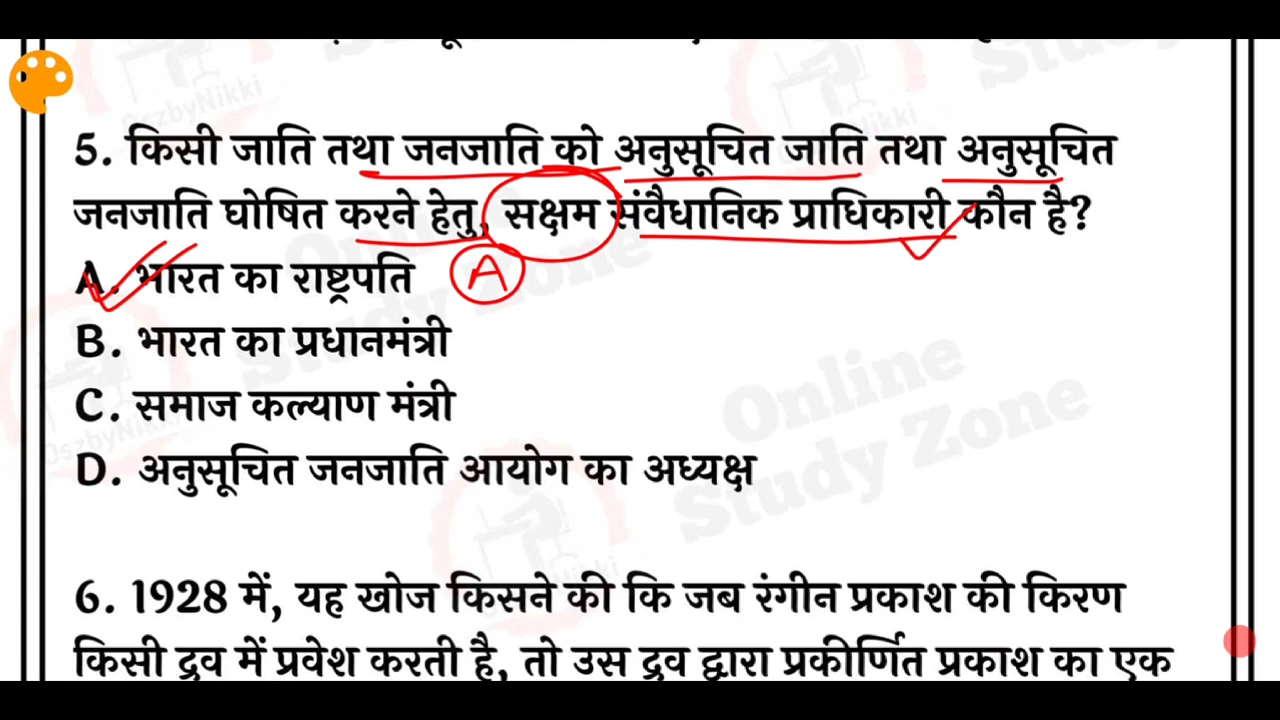 5. किसी जाति तथा जनजाति को अनुसूचित जाति तथा अनुसूचित
जनजाति घोषित करने हेतु, सक्षम संवैधानिक प्राधिकारी कौन है?
A. भारत का राष्ट्रपति A
B. भारत का प्रधानमंत्री
C. समाज कल्याण मंत्री
D. अनुसूचित जनजाति आयोग का अध्यक्ष
Online
Study Zone
6. 1928 में, यह खोज किसने की कि जब रंगीन प्रकाश की किरण
किसी द्रव में प्रवेश करती है, तो उस द्रव द्वारा प्रकीर्णित प्रकाश का एक